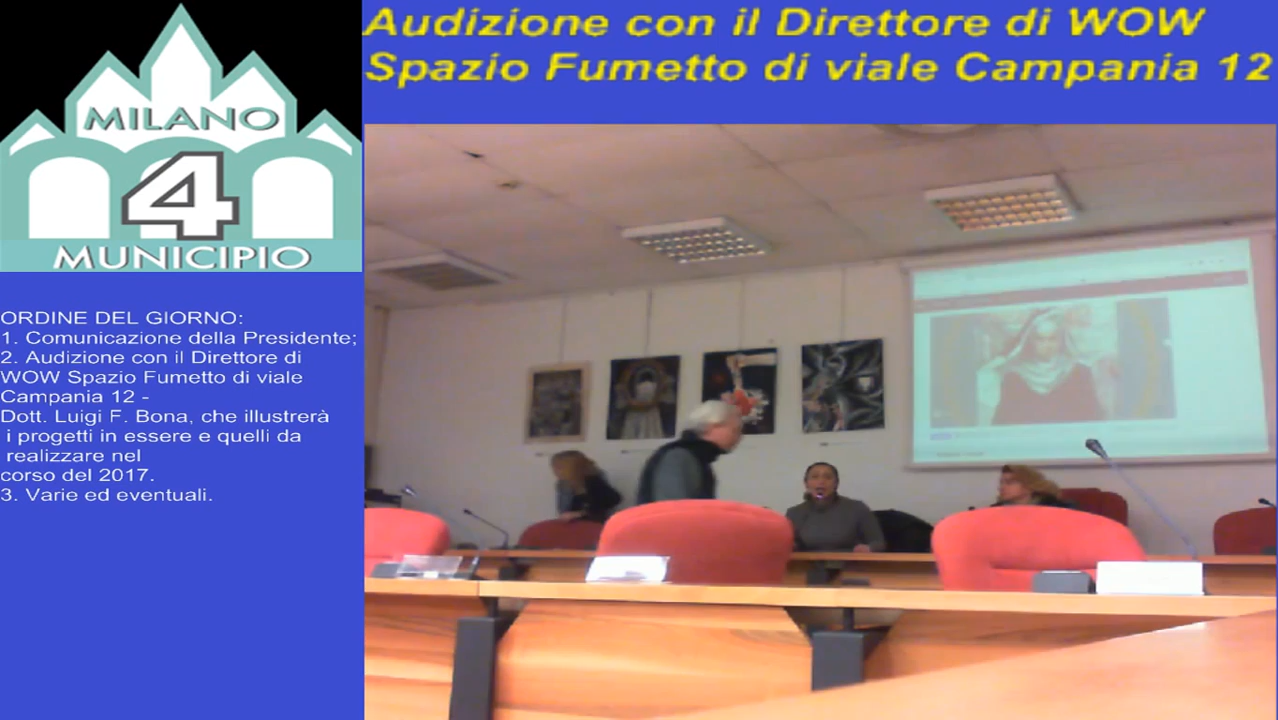 Audizione con il Direttore di WOW
Spazio Fumetto di viale Campania 12
MILANO
4
MUNICIPIO
ORDINE DEL GIORNO:
1. Comunicazione della Presidente;
2. Audizione con il Direttore di
WOW Spazio Fumetto di viale
Campania 12 -
Dott. Luigi F. Bona, che illustrerà
i progetti in essere e quelli da
realizzare nel
corso del 2017.
3. Varie ed eventuali.